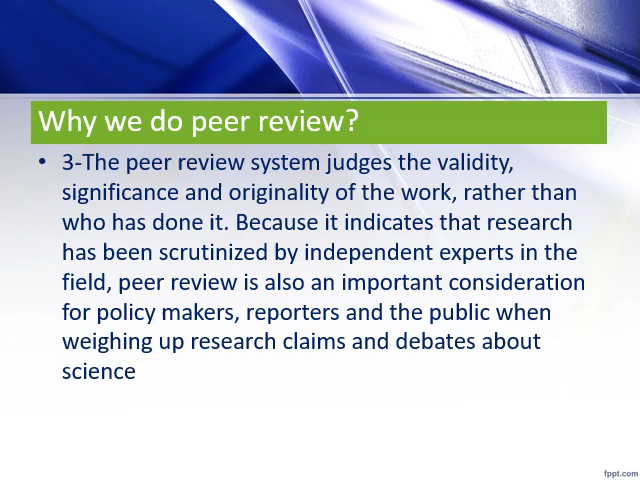 Why we do peer review?
• 3-The peer review system judges the validity,
significance and originality of the work, rather than
who has done it. Because it indicates that research
has been scrutinized by independent experts in the
field, peer review is also an important consideration
for policy makers, reporters and the public when
weighing up research claims and debates about
science
fppt.com